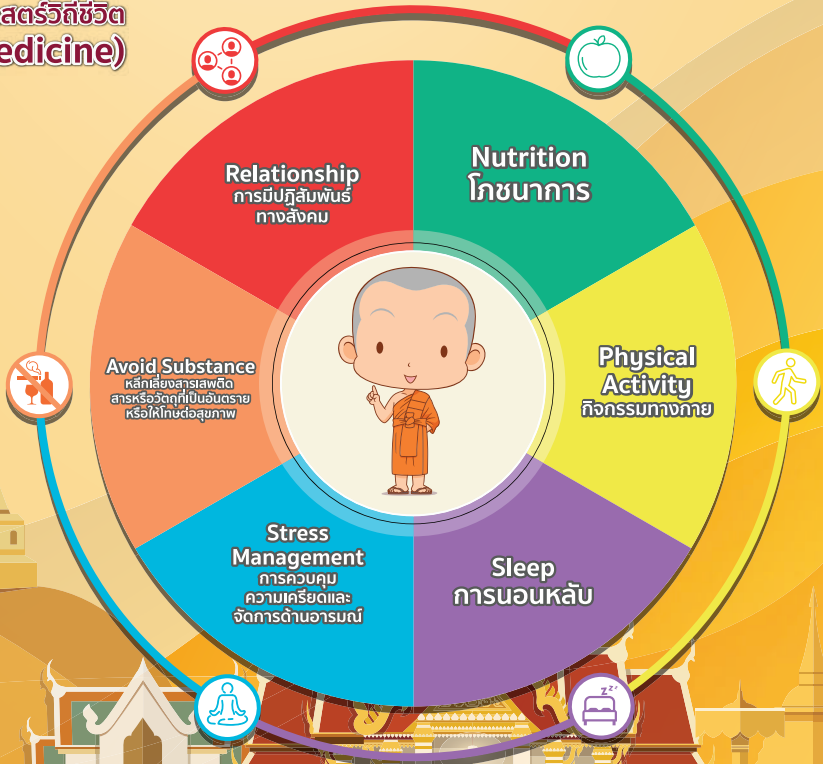 สตร์วิถีชีวิต
edicine)
Nutrition
โภชนาการ
Physical
Activity
กิจกรรมทางกาย
Sleep
การนอนหลับ
Stress
Management
การควบคุม
ความเครียดและ
จัดการด้านอารมณ์
Avoid Substance
หลีกเลี่ยงสารเสพติด
สารหรือวัตถุที่เป็นอันตราย
หรือให้โทษต่อสุขภาพ
Relationship
การมีปฏิสัมพันธ์
ทางสังคม
zzz